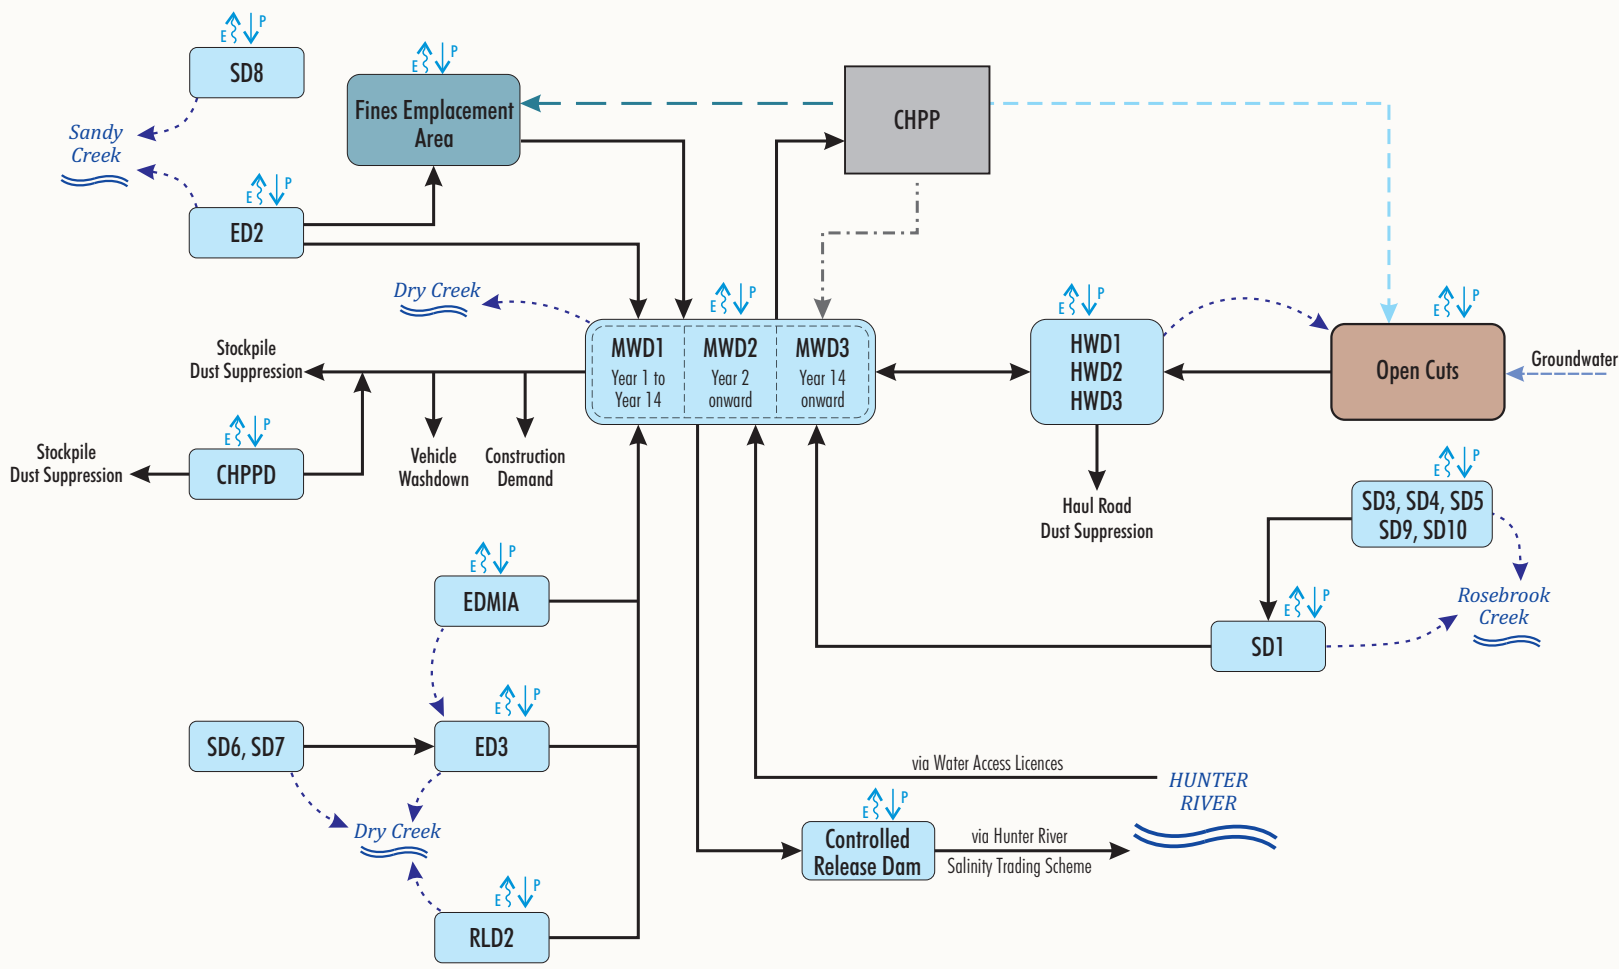 E P
SD8
E P
Fines Emplacement
Area
CHPP
Sandy
Creek
E P
ED2
Dry Creek
E P
MWD1
Year 1 to
Year 14
MWD2
Year 2
onward
MWD3
Year 14
onward
E P
HWD1
HWD2
HWD3
E P
Open Cuts
Groundwater
Stockpile
Dust Suppression
E P
CHPPD
Stockpile
Dust Suppression
Vehicle
Washdown
Construction
Demand
Haul Road
Dust Suppression
E P
SD3, SD4, SD5
SD9, SD10
Rosebrook
Creek
E P
SD1
E P
EDMIA
E P
SD6, SD7
ED3
Dry Creek
via Water Access Licences
HUNTER
RIVER
E P
Controlled
Release Dam
via Hunter River
Salinity Trading Scheme
E P
RLD2